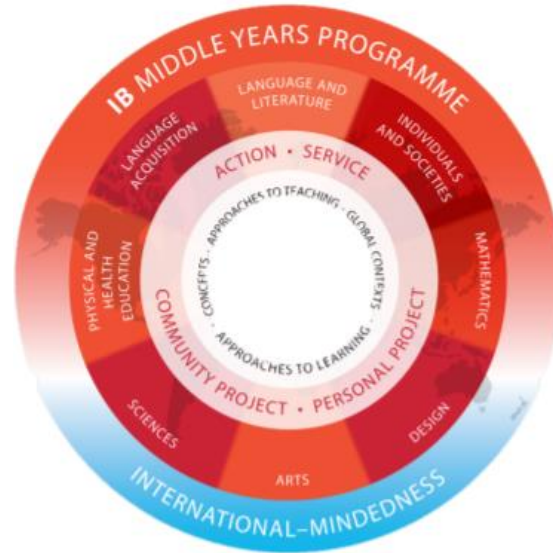 IB MIDDLE YEARS PROGRAMME
LANGUAGE AND
LITERATURE
LANGUAGE
ACQUISITION
INDIVIDUALS
AND SOCIETIES
PHYSICAL AND
HEALTH
EDUCATION
MATHEMATICS
SCIENCES
ARTS
DESIGN
ACTION • SERVICE
COMMUNITY PROJECT • PERSONAL PROJECT
CONCEPTS · APPROACHES TO TEACHING · GLOBAL CONTEXTS ·
APPROACHES TO LEARNING ·
INTERNATIONAL–MINDEDNESS